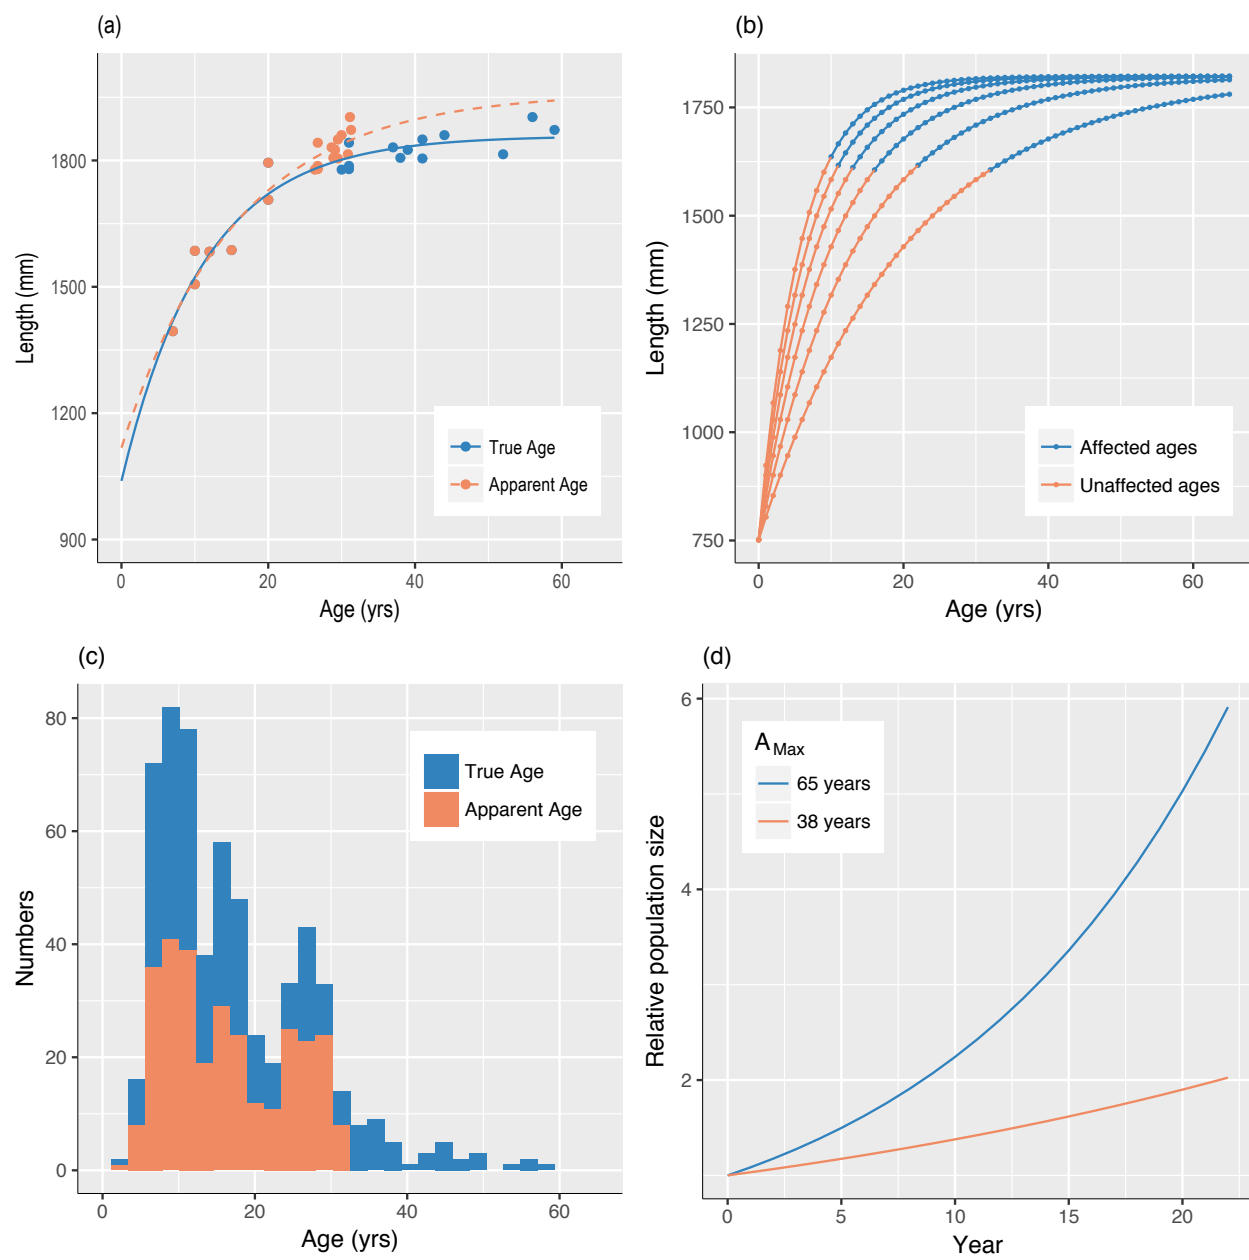 (a)
Length (mm)
1800
1500
1200
900
0 20 40 60
Age (yrs)
True Age
Apparent Age
(b)
Length (mm)
1750
1500
1250
1000
750
0 20 40 60
Age (yrs)
Affected ages
Unaffected ages
(c)
Numbers
80
60
40
20
0
0 20 40 60
Age (yrs)
True Age
Apparent Age
(d)
Relative population size
6
4
2
0 5 10 15 20
Year
A Max
65 years
38 years